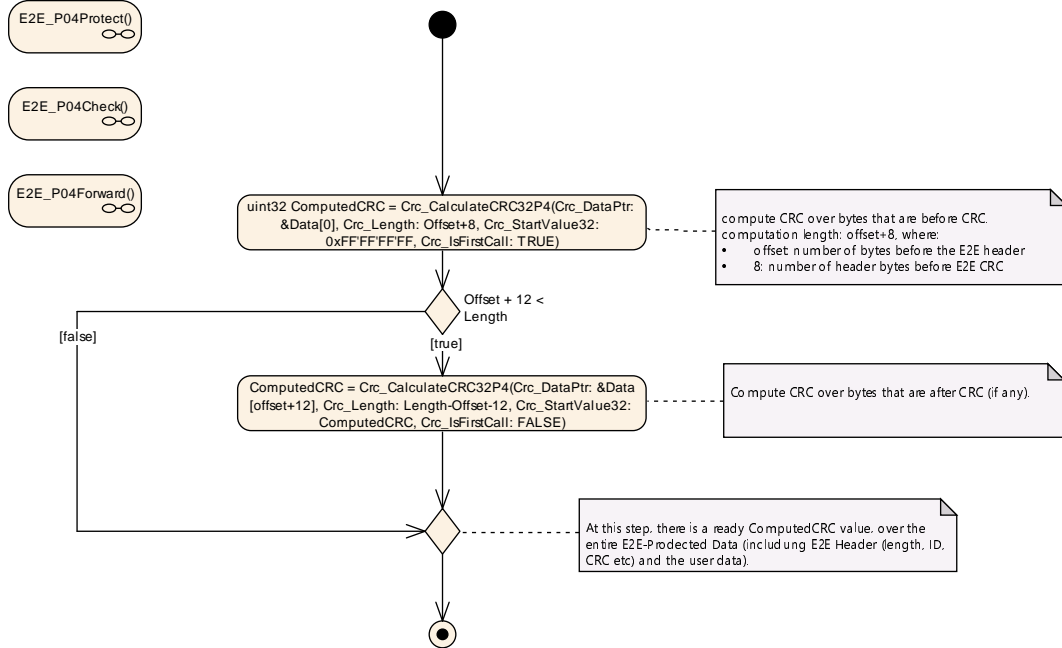 E2E_P04Protect()
E2E_P04Check()
E2E_P04Forward()
uint32 ComputedCRC = Crc_CalculateCRC32P4(Crc_DataPtr:
&Data[0], Crc_Length: Offset+8, Crc_StartValue32:
0xFF'FF'FF'FF, Crc_IsFirstCall: TRUE)
compute CRC over bytes that are before CRC.
computation length: offset+8, where:
• offset: number of bytes before the E2E header
• 8: number of header bytes before E2E CRC
Offset + 12 <
Length
[false]
[true]
ComputedCRC = Crc_CalculateCRC32P4(Crc_DataPtr: &Data
[offset+12], Crc_Length: Length-Offset-12, Crc_StartValue32:
ComputedCRC, Crc_IsFirstCall: FALSE)
Compute CRC over bytes that are after CRC (if any).
At this step, there is a ready ComputedCRC value, over the
entire E2E-Prodected Data (includung E2E Header (length, ID,
CRC etc) and the user data).